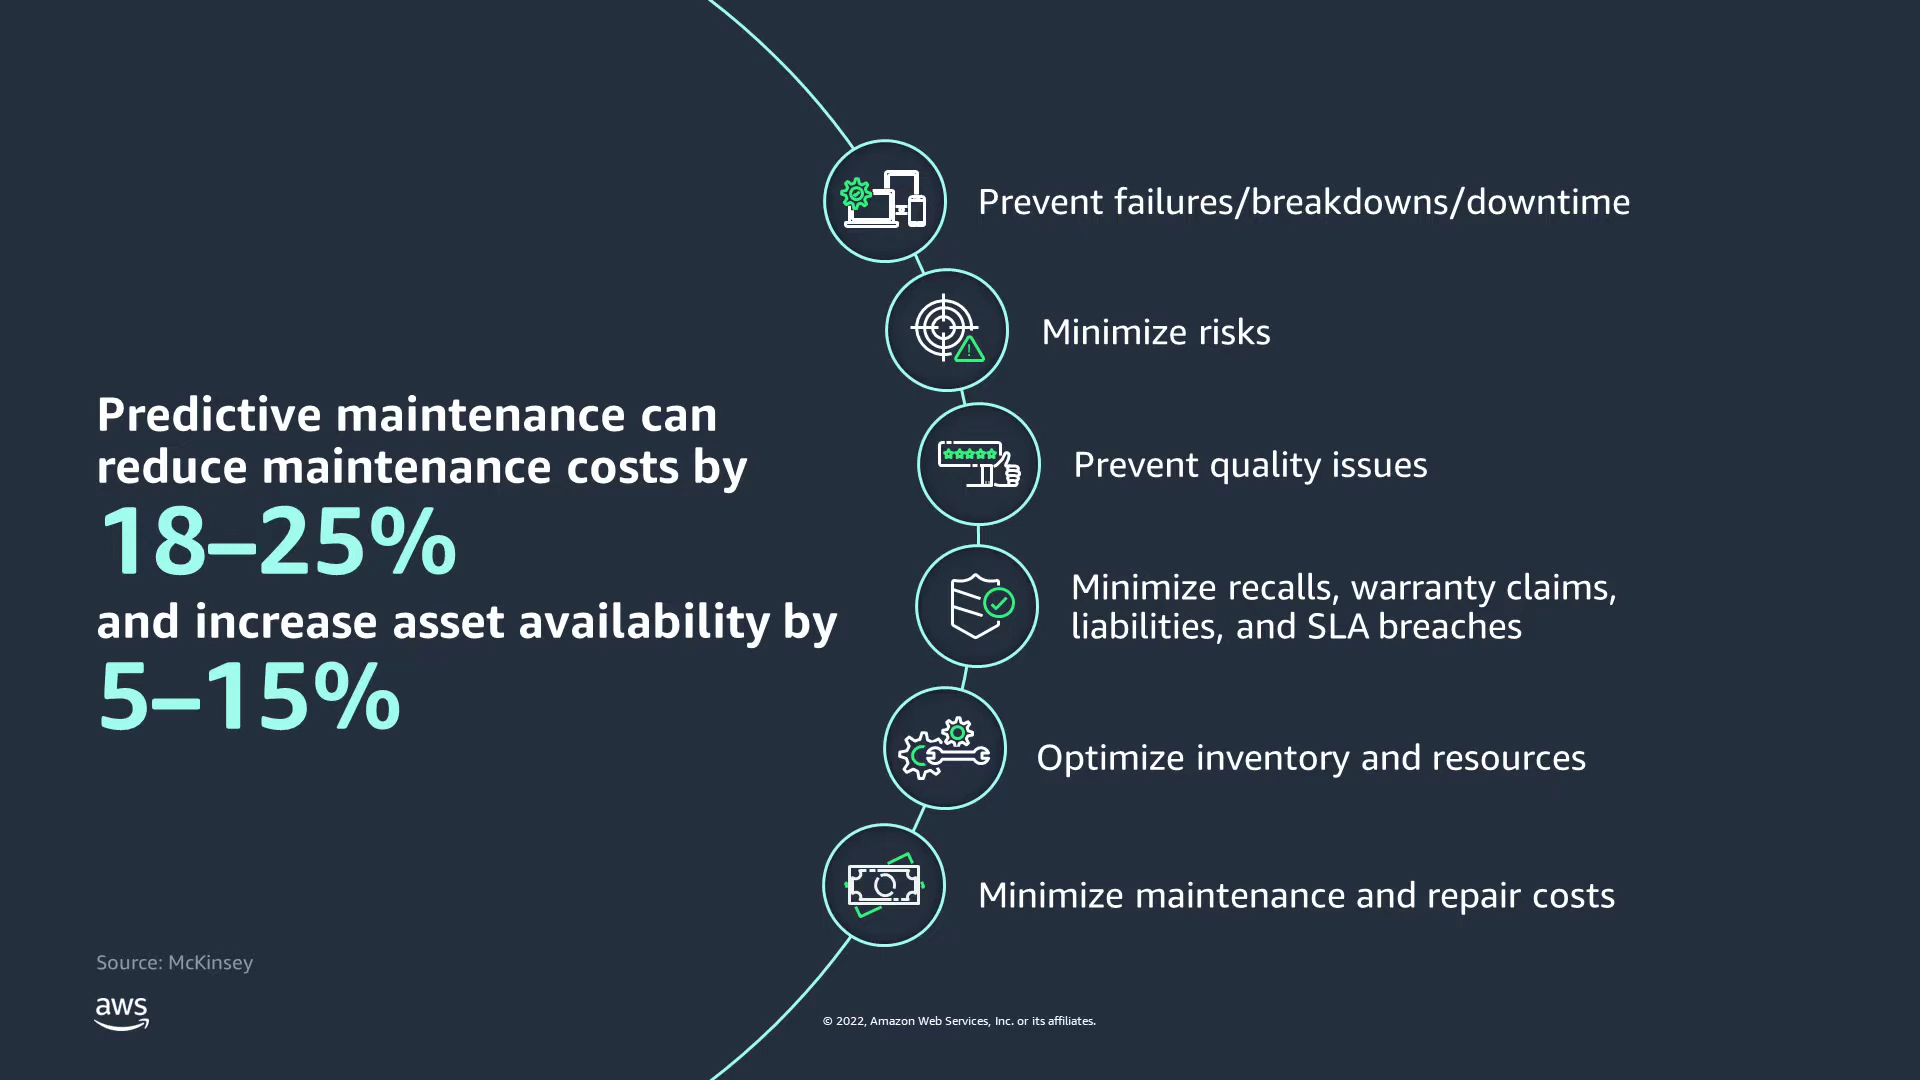 Predictive maintenance can
reduce maintenance costs by
18–25%
and increase asset availability by
5–15%
Prevent failures/breakdowns/downtime
Minimize risks
Prevent quality issues
Minimize recalls, warranty claims,
liabilities, and SLA breaches
Optimize inventory and resources
Minimize maintenance and repair costs
Source: McKinsey
aws
© 2022, Amazon Web Services, Inc. or its affiliates.